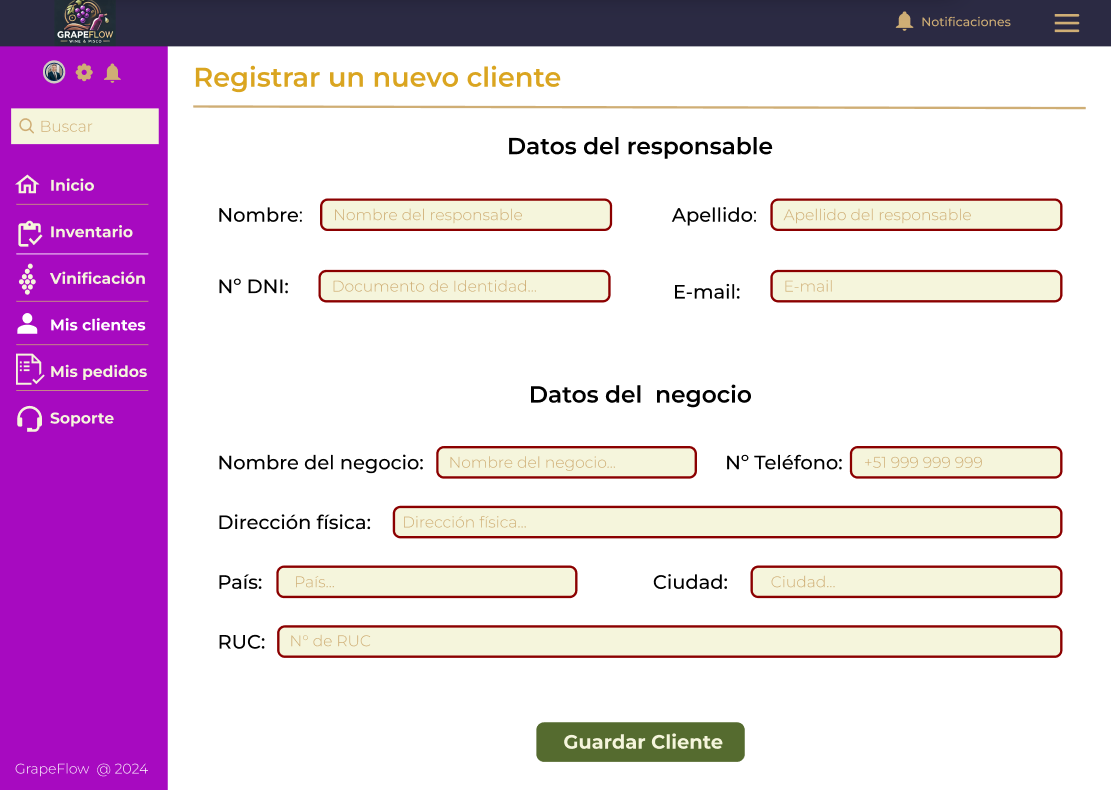 GRAPEFLOW
WINE & PISCO
Notificaciones
Buscar
Inicio
Inventario
Vinificación
Mis clientes
Mis pedidos
Soporte
GrapeFlow @ 2024
Registrar un nuevo cliente
Datos del responsable
Nombre: Nombre del responsable Apellido: Apellido del responsable
Nº DNI: Documento de Identidad... E-mail: E-mail
Datos del negocio
Nombre del negocio: Nombre del negocio... Nº Teléfono: +51 999 999 999
Dirección física: Dirección física...
País: País... Ciudad: Ciudad...
RUC: Nº de RUC
Guardar Cliente